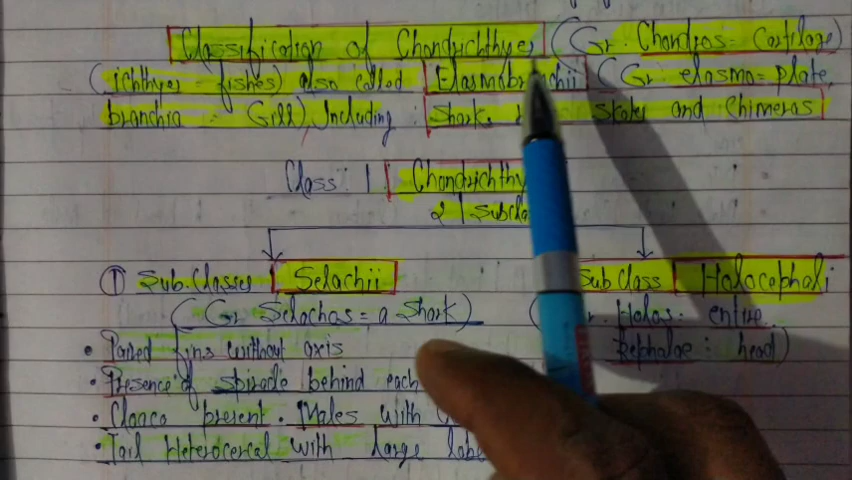 Classification of Chondrichthyes (Gr. Chondros = Cartilage)
(ichthyes = fishes) also called Elasmobranchii (Gr. elasmo = plate,
branchia = Gill). Including : Shark, skates and Chimeras
Class : 1 Chondrichthy
2 Subcla
① Sub. Classes Selachii Sub Class Holocephali
(Gr. Selachos = a Shark) r. Holos : entire
• Paired fins without axis kephalae : head)
• Presence of spiracle behind each
• Cloaca present • Males with
• Tail Heterocercal with large lobe